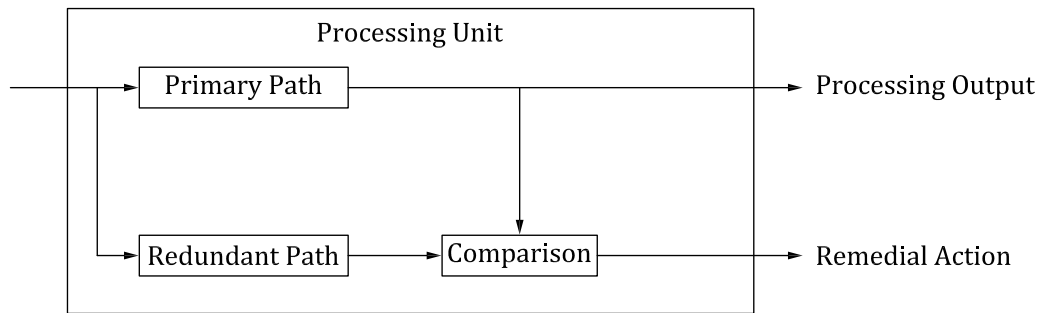 Processing Unit
Primary Path
Processing Output
Redundant Path
Comparison
Remedial Action